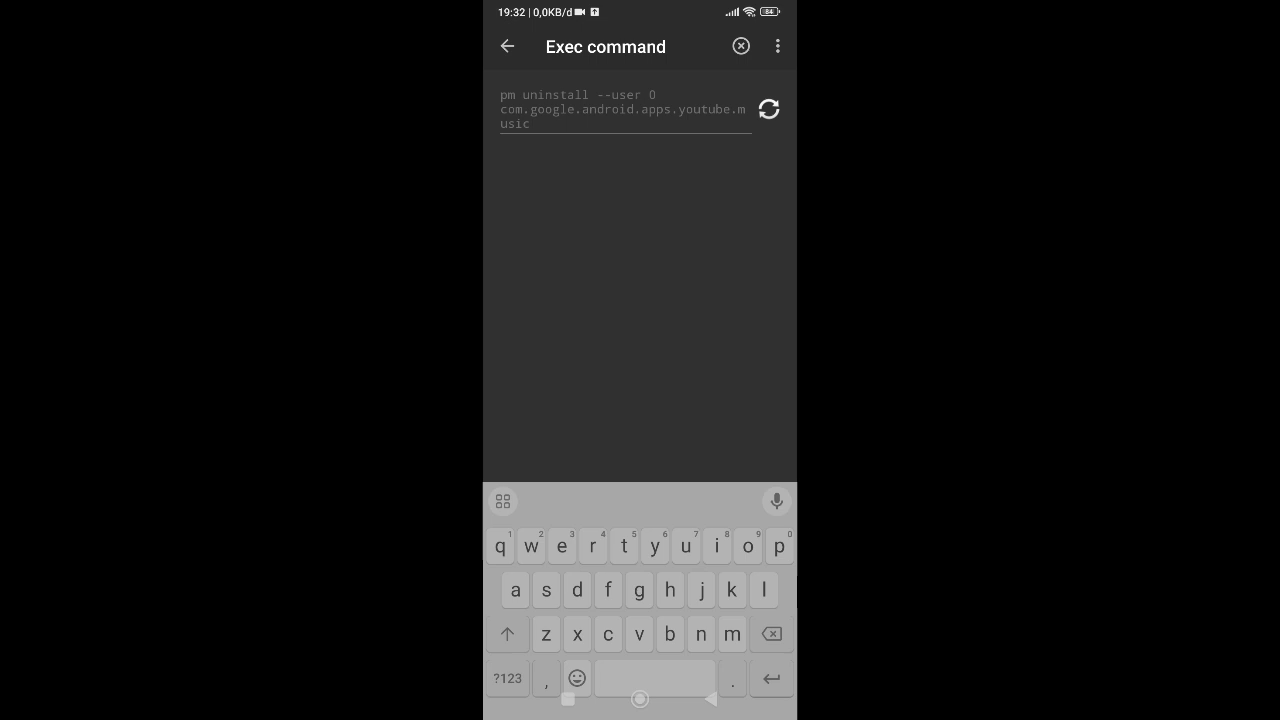 19:32 | 0,0KB/d 84
Exec command
pm uninstall --user 0
com.google.android.apps.youtube.m
usic
1 2 3 4 5 6 7 8 9 0
q w e r t y u i o p
a s d f g h j k l
z x c v b n m
?123 , .